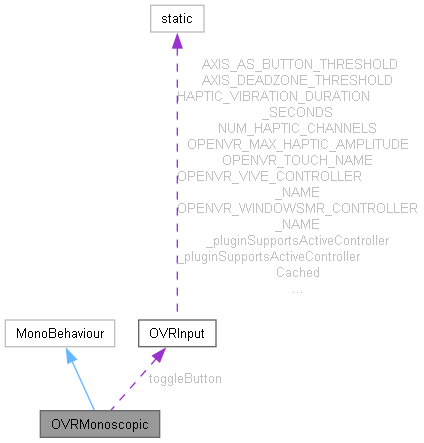 static
AXIS_AS_BUTTON_THRESHOLD
AXIS_DEADZONE_THRESHOLD
HAPTIC_VIBRATION_DURATION
_SECONDS
NUM_HAPTIC_CHANNELS
OPENVR_MAX_HAPTIC_AMPLITUDE
OPENVR_TOUCH_NAME
OPENVR_VIVE_CONTROLLER
_NAME
OPENVR_WINDOWSMR_CONTROLLER
_NAME
_pluginSupportsActiveController
_pluginSupportsActiveController
Cached
...
MonoBehaviour
OVRInput
toggleButton
OVRMonoscopic